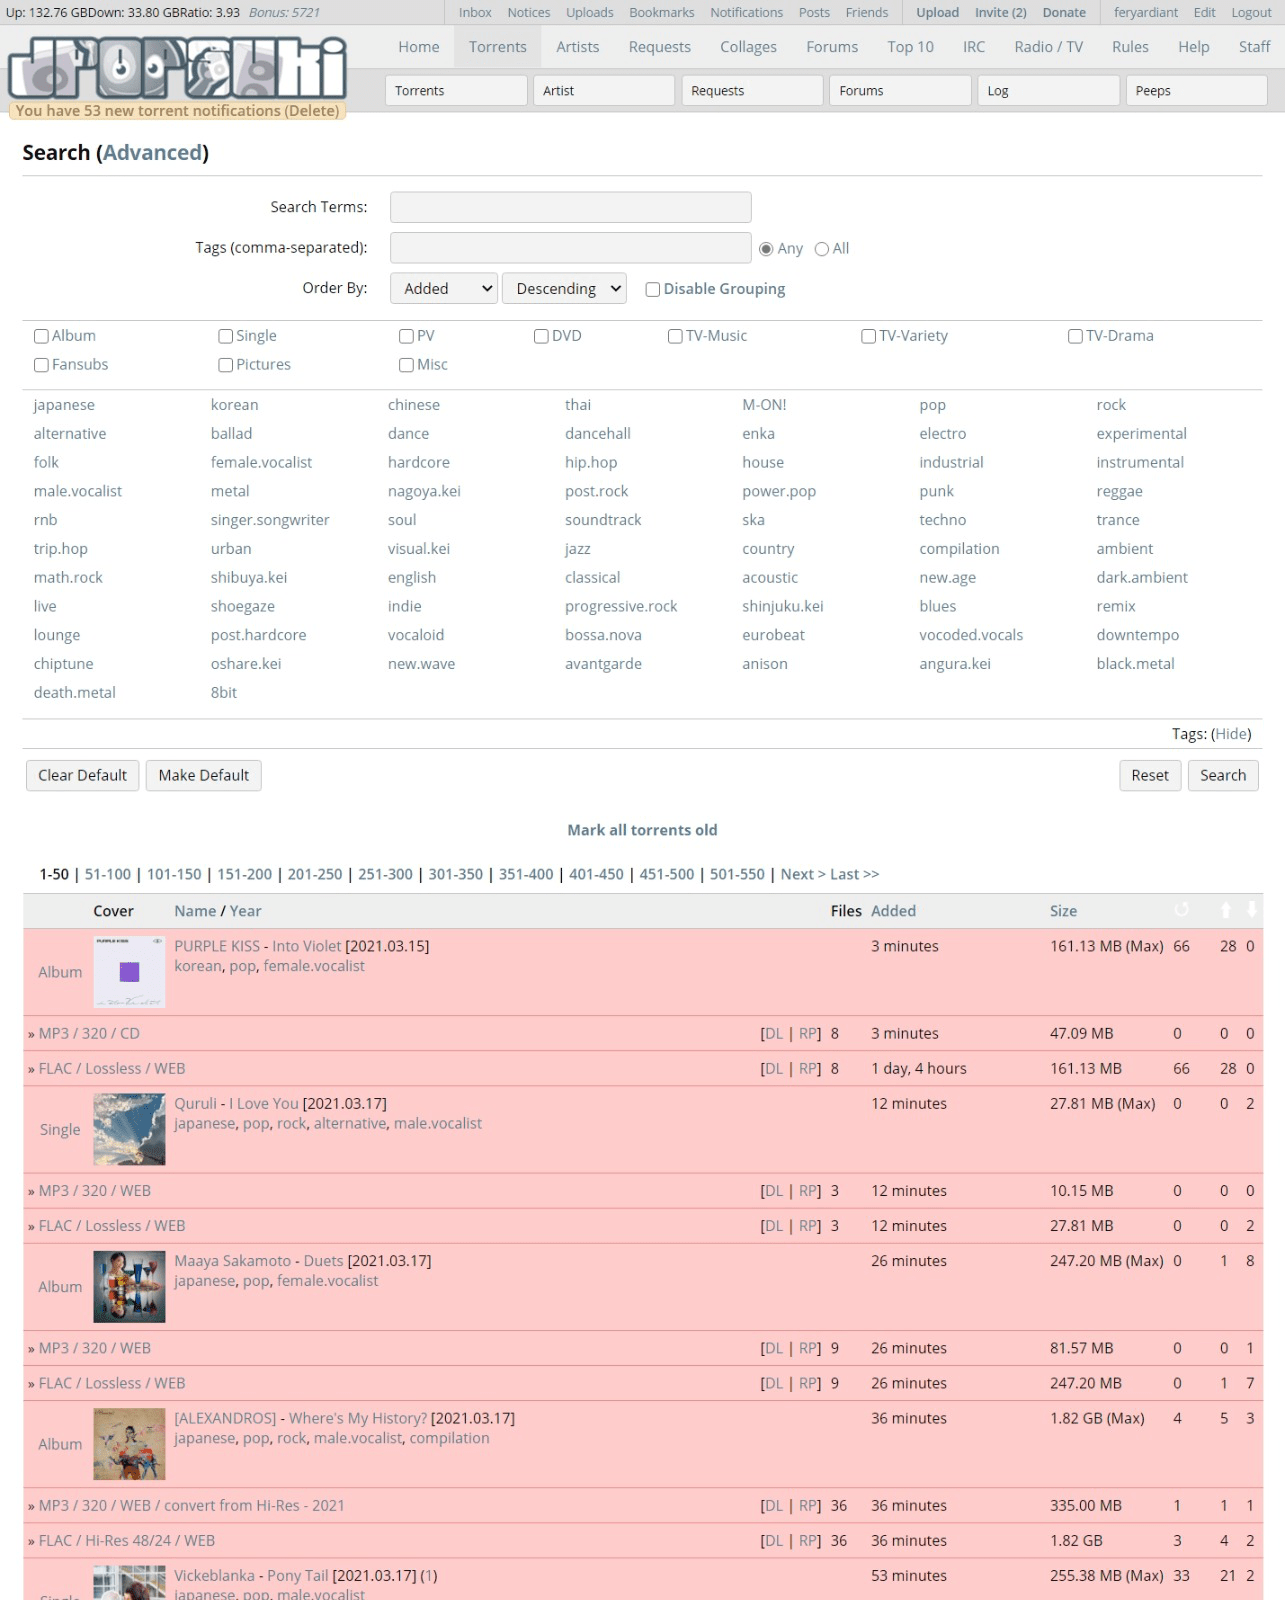 Up: 132.76 GBDown: 33.80 GBRatio: 3.93 Bonus: 5721 Inbox Notices Uploads Bookmarks Notifications Posts Friends Upload Invite (2) Donate feryardiant Edit Logout
jpopsuki
Home Torrents Artists Requests Collages Forums Top 10 IRC Radio / TV Rules Help Staff
Torrents Artist Requests Forums Log Peeps
You have 53 new torrent notifications (Delete)
Search (Advanced)
Search Terms:
Tags (comma-separated): Any All
Order By: Added Descending Disable Grouping
Album Single PV DVD TV-Music TV-Variety TV-Drama
Fansubs Pictures Misc
japanese korean chinese thai M-ON! pop rock
alternative ballad dance dancehall enka electro experimental
folk female.vocalist hardcore hip.hop house industrial instrumental
male.vocalist metal nagoya.kei post.rock power.pop punk reggae
rnb singer.songwriter soul soundtrack ska techno trance
trip.hop urban visual.kei jazz country compilation ambient
math.rock shibuya.kei english classical acoustic new.age dark.ambient
live shoegaze indie progressive.rock shinjuku.kei blues remix
lounge post.hardcore vocaloid bossa.nova eurobeat vocoded.vocals downtempo
chiptune oshare.kei new.wave avantgarde anison angura.kei black.metal
death.metal 8bit
Tags: (Hide)
Clear Default Make Default Reset Search
Mark all torrents old
1-50 | 51-100 | 101-150 | 151-200 | 201-250 | 251-300 | 301-350 | 351-400 | 401-450 | 451-500 | 501-550 | Next > Last >>
Cover Name / Year Files Added Size
Album PURPLE KISS - Into Violet [2021.03.15] 3 minutes 161.13 MB (Max) 66 28 0
korean, pop, female.vocalist
» MP3 / 320 / CD [DL | RP] 8 3 minutes 47.09 MB 0 0 0
» FLAC / Lossless / WEB [DL | RP] 8 1 day, 4 hours 161.13 MB 66 28 0
Single Quruli - I Love You [2021.03.17] 12 minutes 27.81 MB (Max) 0 0 2
japanese, pop, rock, alternative, male.vocalist
» MP3 / 320 / WEB [DL | RP] 3 12 minutes 10.15 MB 0 0 0
» FLAC / Lossless / WEB [DL | RP] 3 12 minutes 27.81 MB 0 0 2
Album Maaya Sakamoto - Duets [2021.03.17] 26 minutes 247.20 MB (Max) 0 1 8
japanese, pop, female.vocalist
» MP3 / 320 / WEB [DL | RP] 9 26 minutes 81.57 MB 0 0 1
» FLAC / Lossless / WEB [DL | RP] 9 26 minutes 247.20 MB 0 1 7
Album [ALEXANDROS] - Where's My History? [2021.03.17] 36 minutes 1.82 GB (Max) 4 5 3
japanese, pop, rock, male.vocalist, compilation
» MP3 / 320 / WEB / convert from Hi-Res - 2021 [DL | RP] 36 36 minutes 335.00 MB 1 1 1
» FLAC / Hi-Res 48/24 / WEB [DL | RP] 36 36 minutes 1.82 GB 3 4 2
Vickeblanka - Pony Tail [2021.03.17] (1) 53 minutes 255.38 MB (Max) 33 21 2
Single japanese, pop, male.vocalist